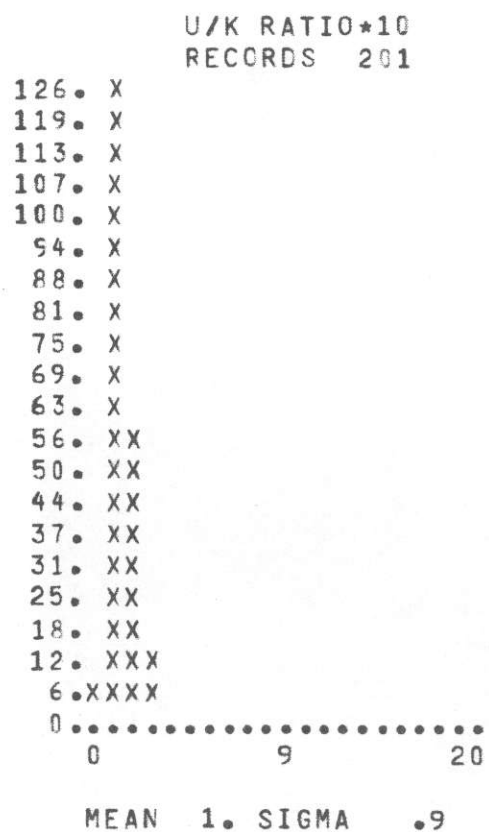 U/K RATIO*10
RECORDS 201
126. X
119. X
113. X
107. X
100. X
94. X
88. X
81. X
75. X
69. X
63. X
56. XX
50. XX
44. XX
37. XX
31. XX
25. XX
18. XX
12. XXX
6.XXXX
0......................
0 9 20
MEAN 1. SIGMA .9